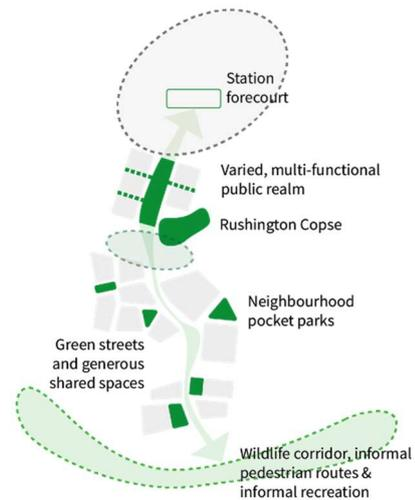 Station
forecourt
Varied, multi-functional
public realm
Rushington Copse
Neighbourhood
pocket parks
Green streets
and generous
shared spaces
Wildlife corridor, informal
pedestrian routes &
informal recreation